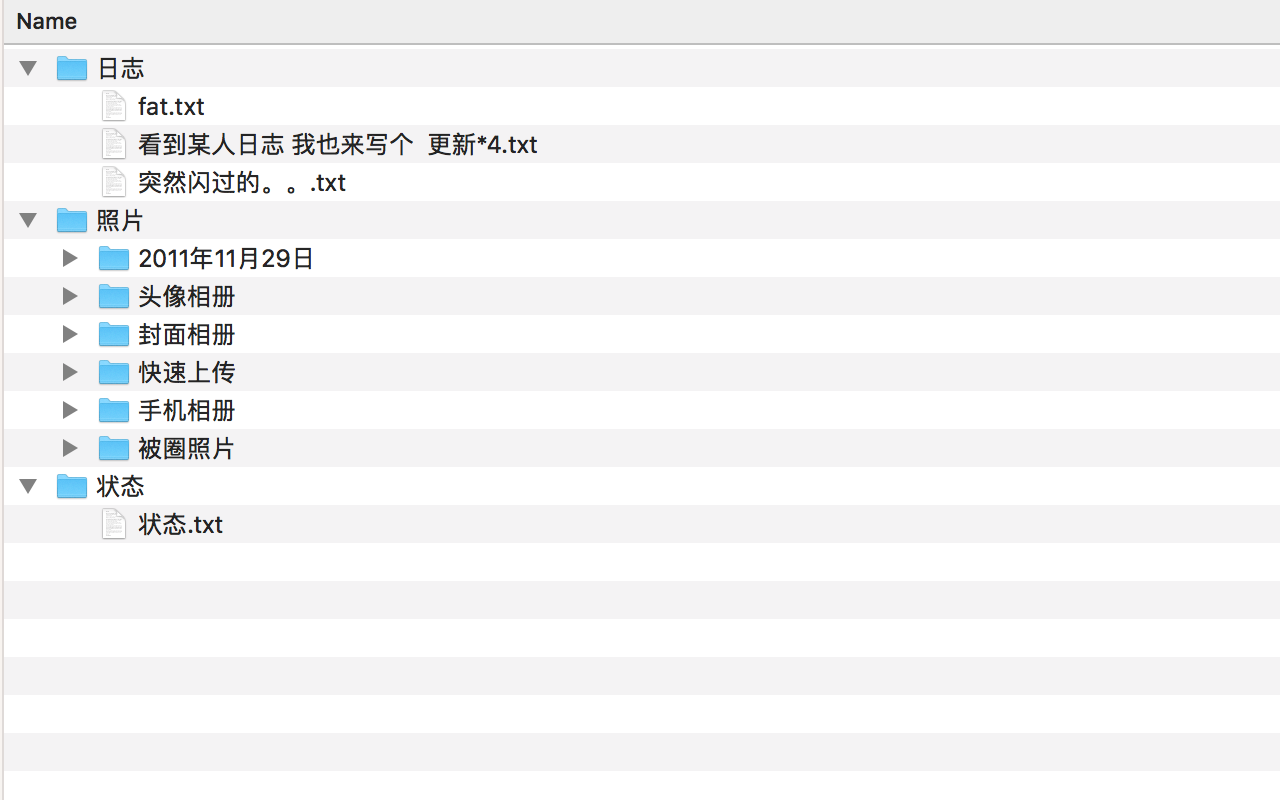 Name
日志
fat.txt
看到某人日志 我也来写个  更新*4.txt
突然闪过的。。.txt
照片
2011年11月29日
头像相册
封面相册
快速上传
手机相册
被圈照片
状态
状态.txt